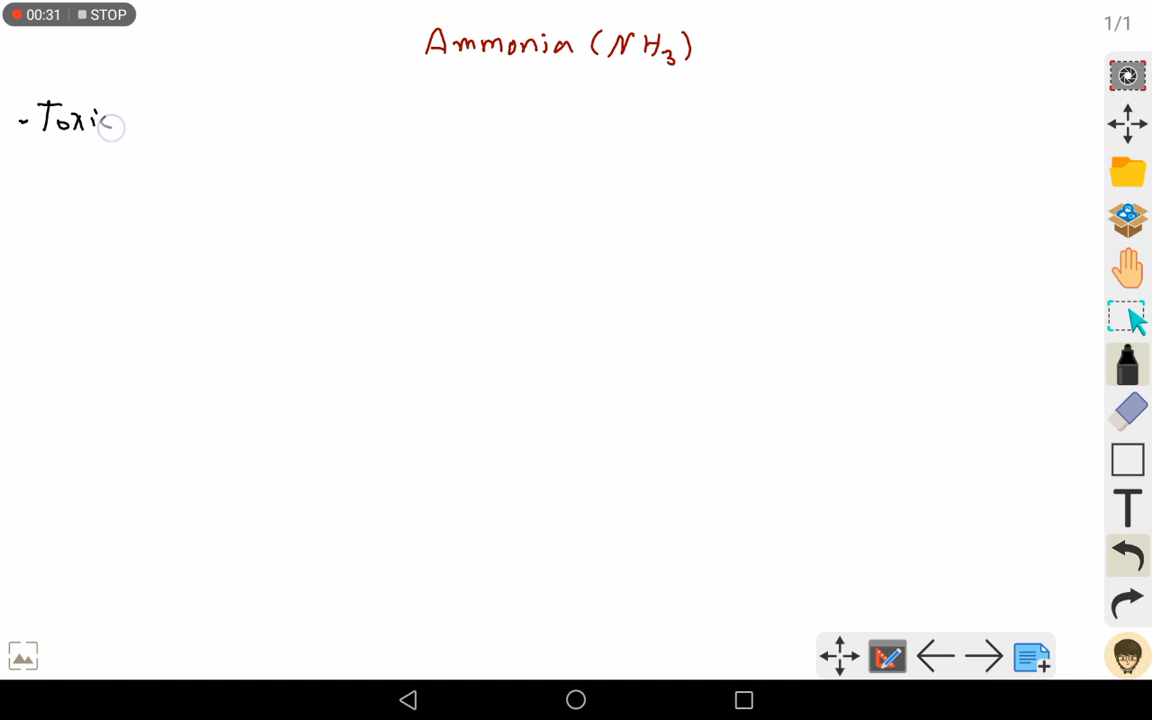 00:31 STOP
Ammonia (NH₃)
1/1
- Toxic
T